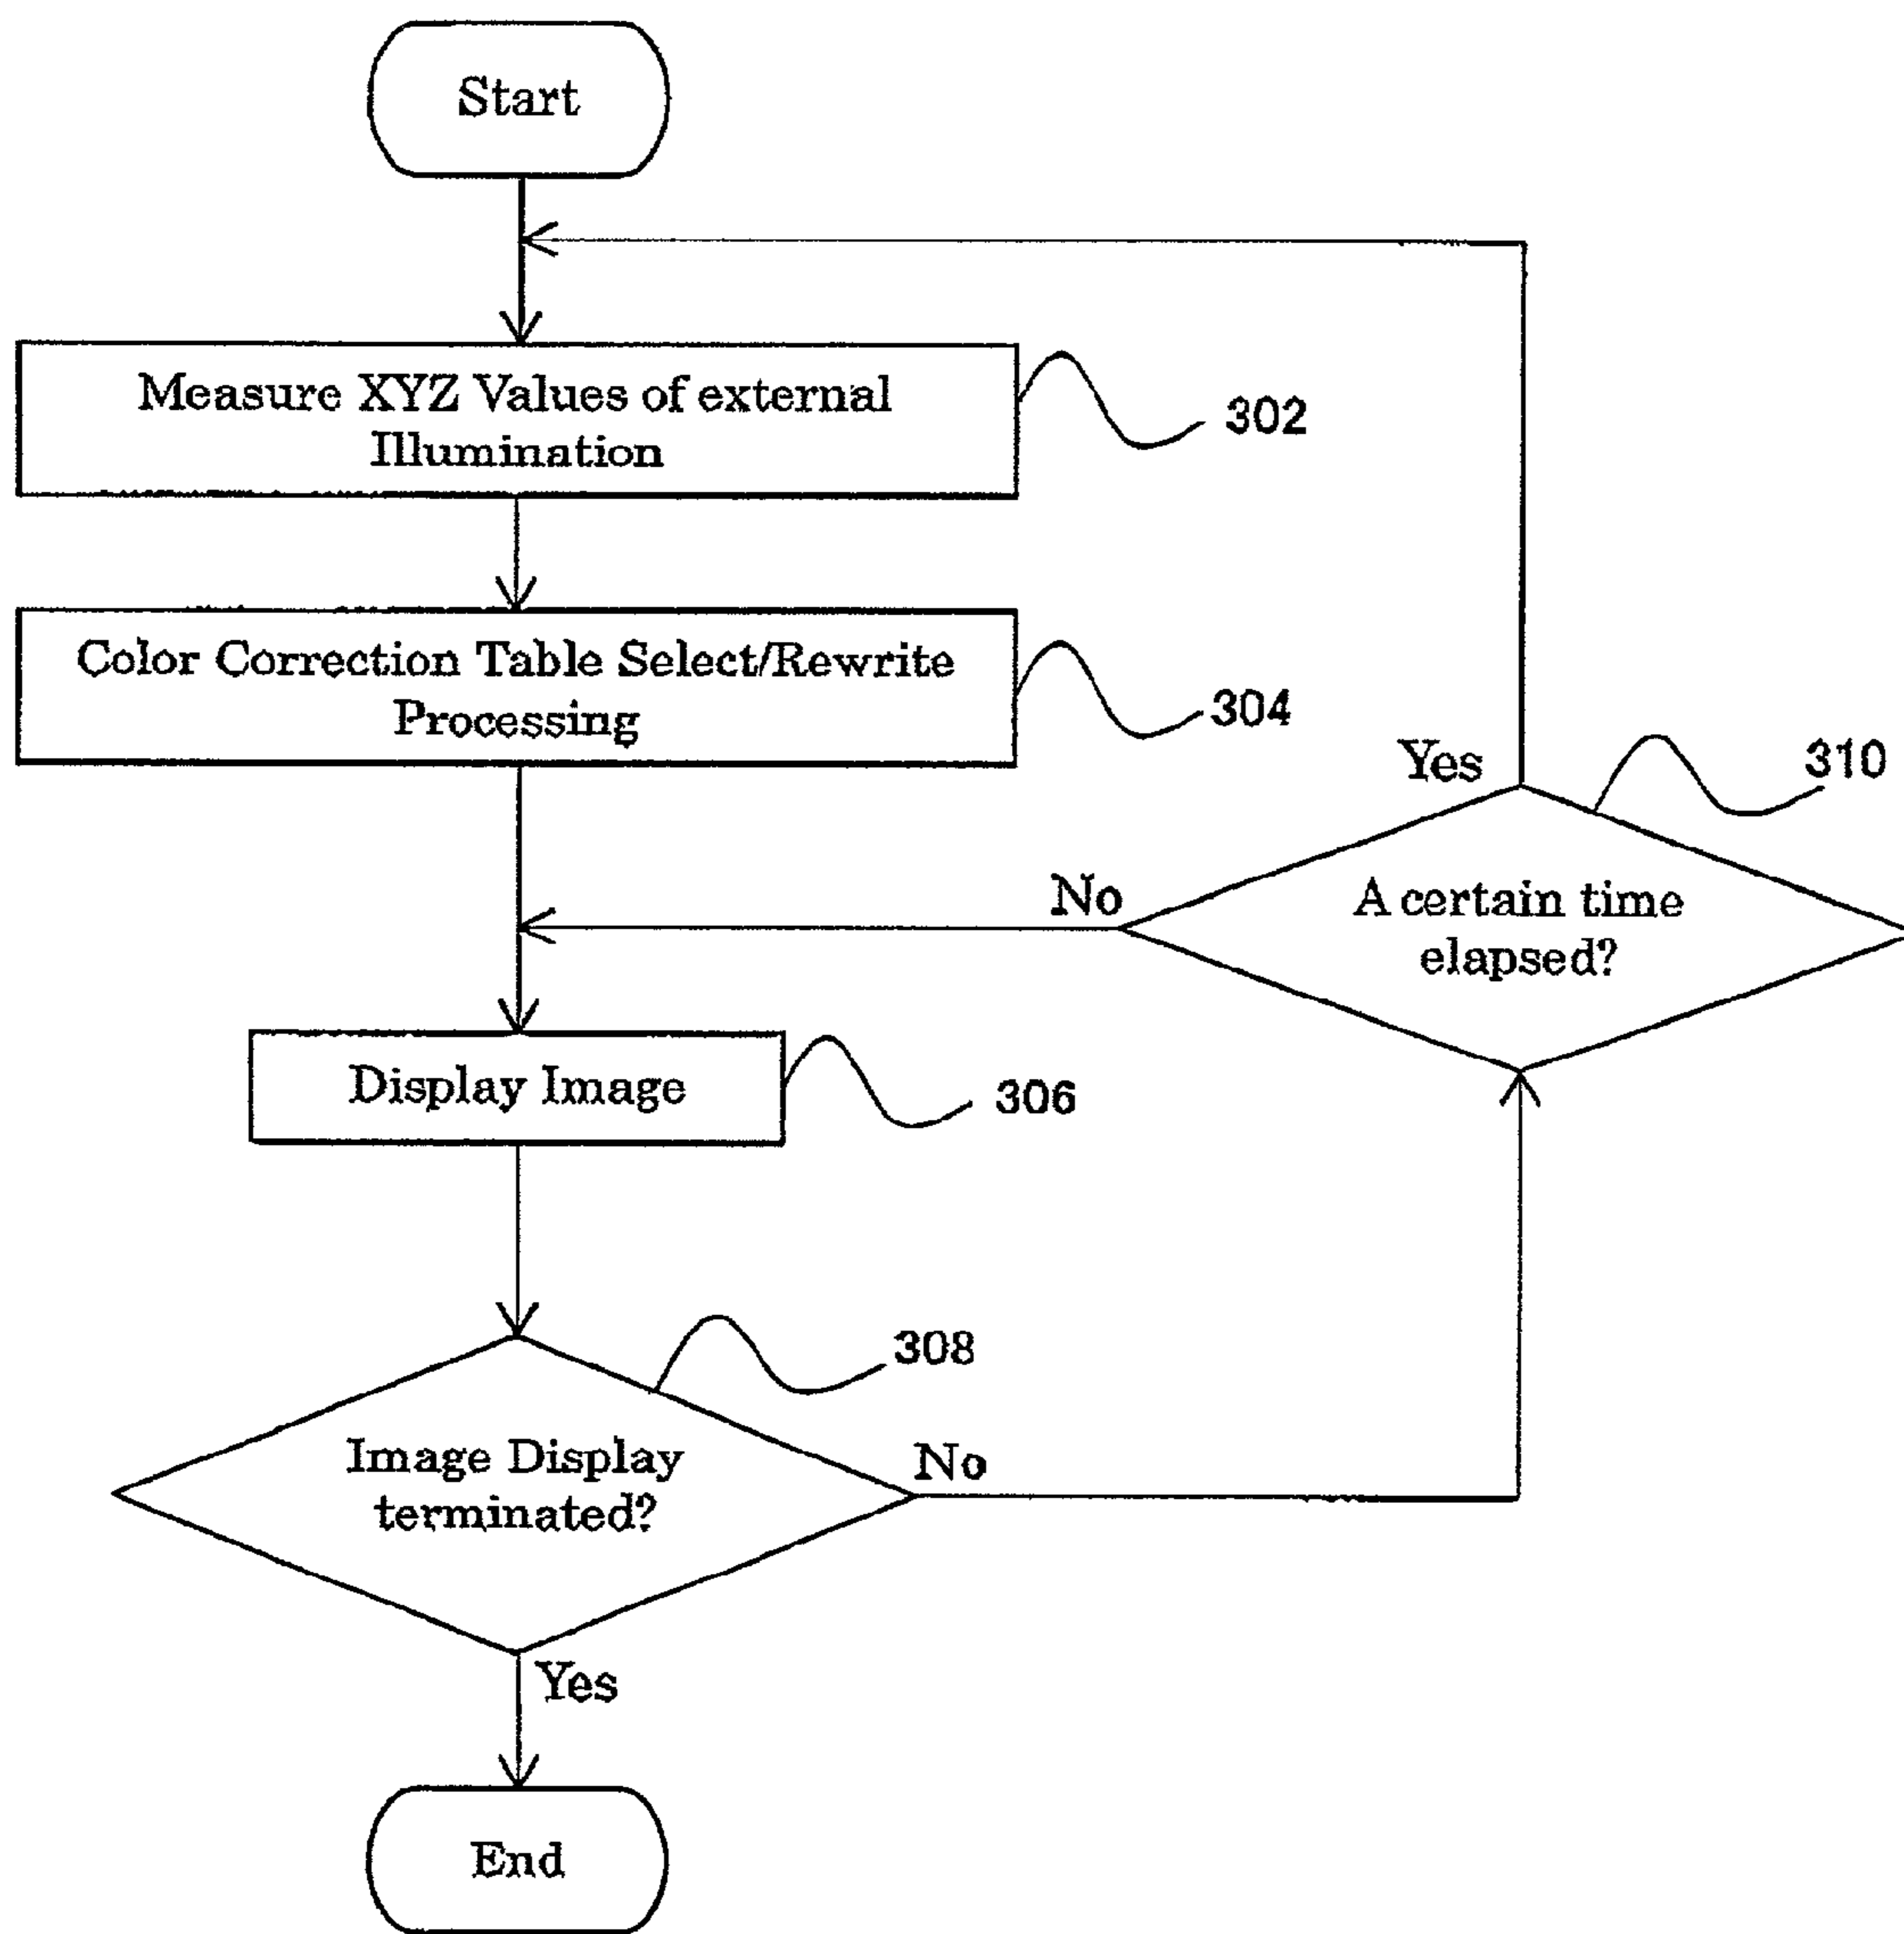 Start
Measure XYZ Values of external
Illumination
302
Color Correction Table Select/Rewrite
Processing
304
Yes
310
No
A certain time
elapsed?
Display Image
306
308
Image Display
terminated?
No
Yes
End